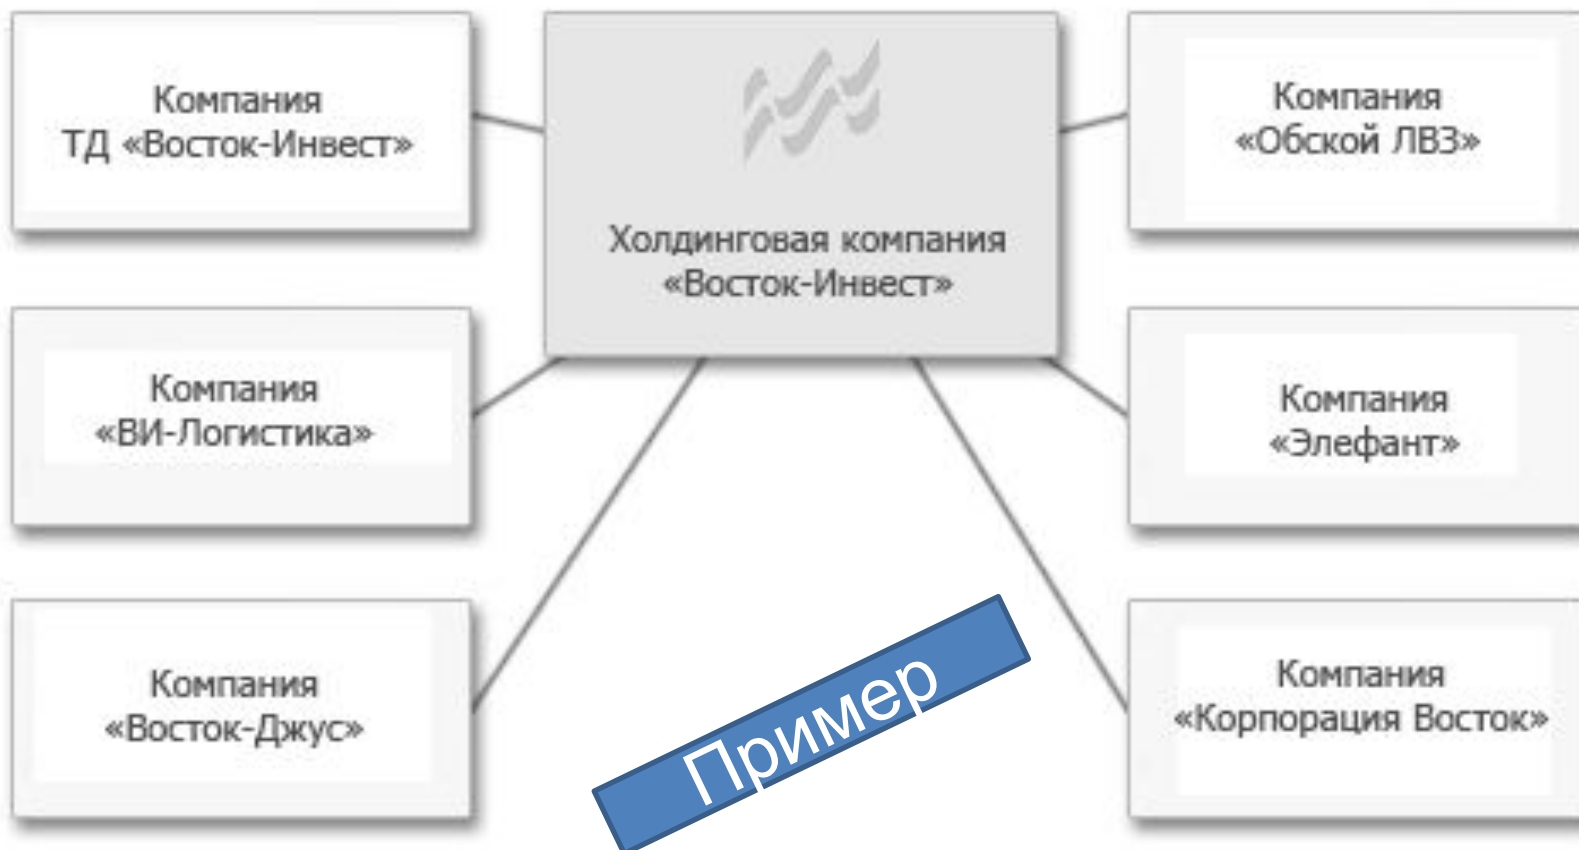 Компания
ТД «Восток-Инвест»
Холдинговая компания
«Восток-Инвест»
Компания
«Обской ЛВЗ»
Компания
«ВИ-Логистика»
Компания
«Элефант»
Компания
«Восток-Джус»
Компания
«Корпорация Восток»
Пример